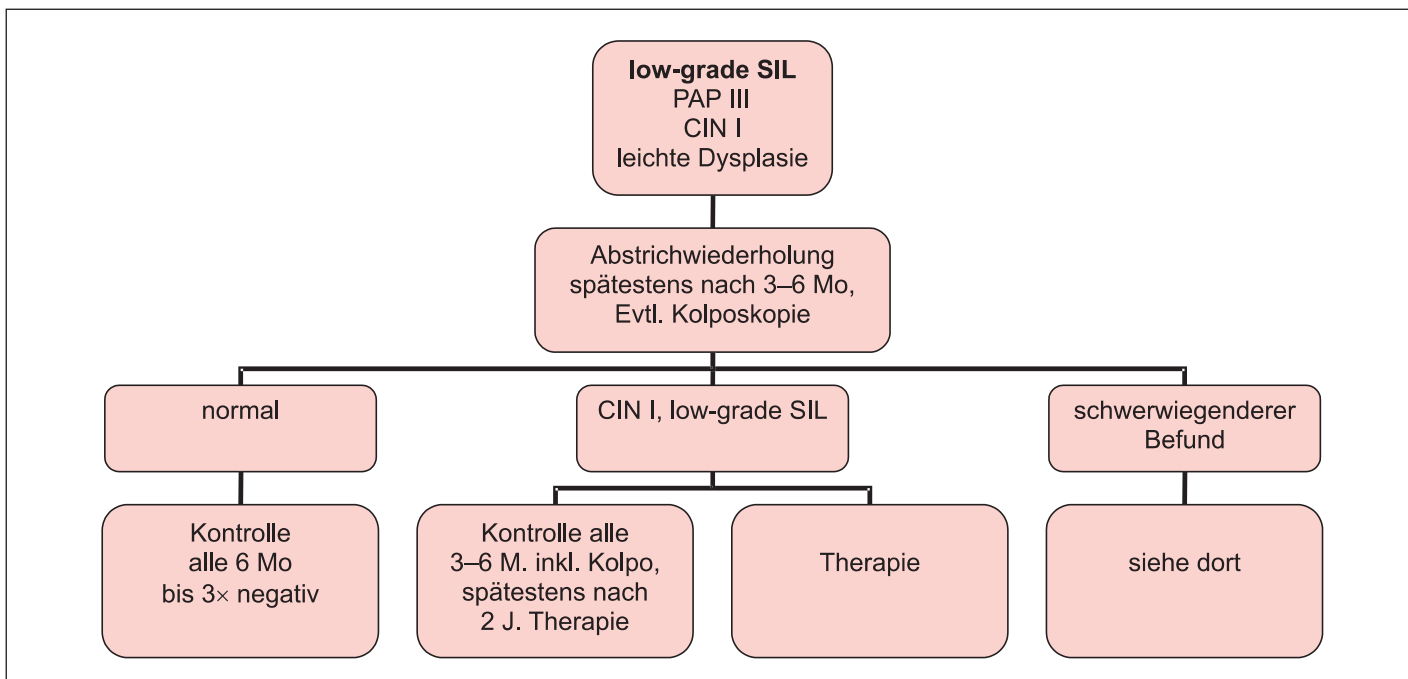 low-grade SIL
PAP III
CIN I
leichte Dysplasie
Abstrichwiederholung
spätestens nach 3–6 Mo,
Evtl. Kolposkopie
normal
CIN I, low-grade SIL
schwerwiegenderer
Befund
Kontrolle
alle 6 Mo
bis 3× negativ
Kontrolle alle
3–6 M. inkl. Kolpo,
spätestens nach
2 J. Therapie
Therapie
siehe dort